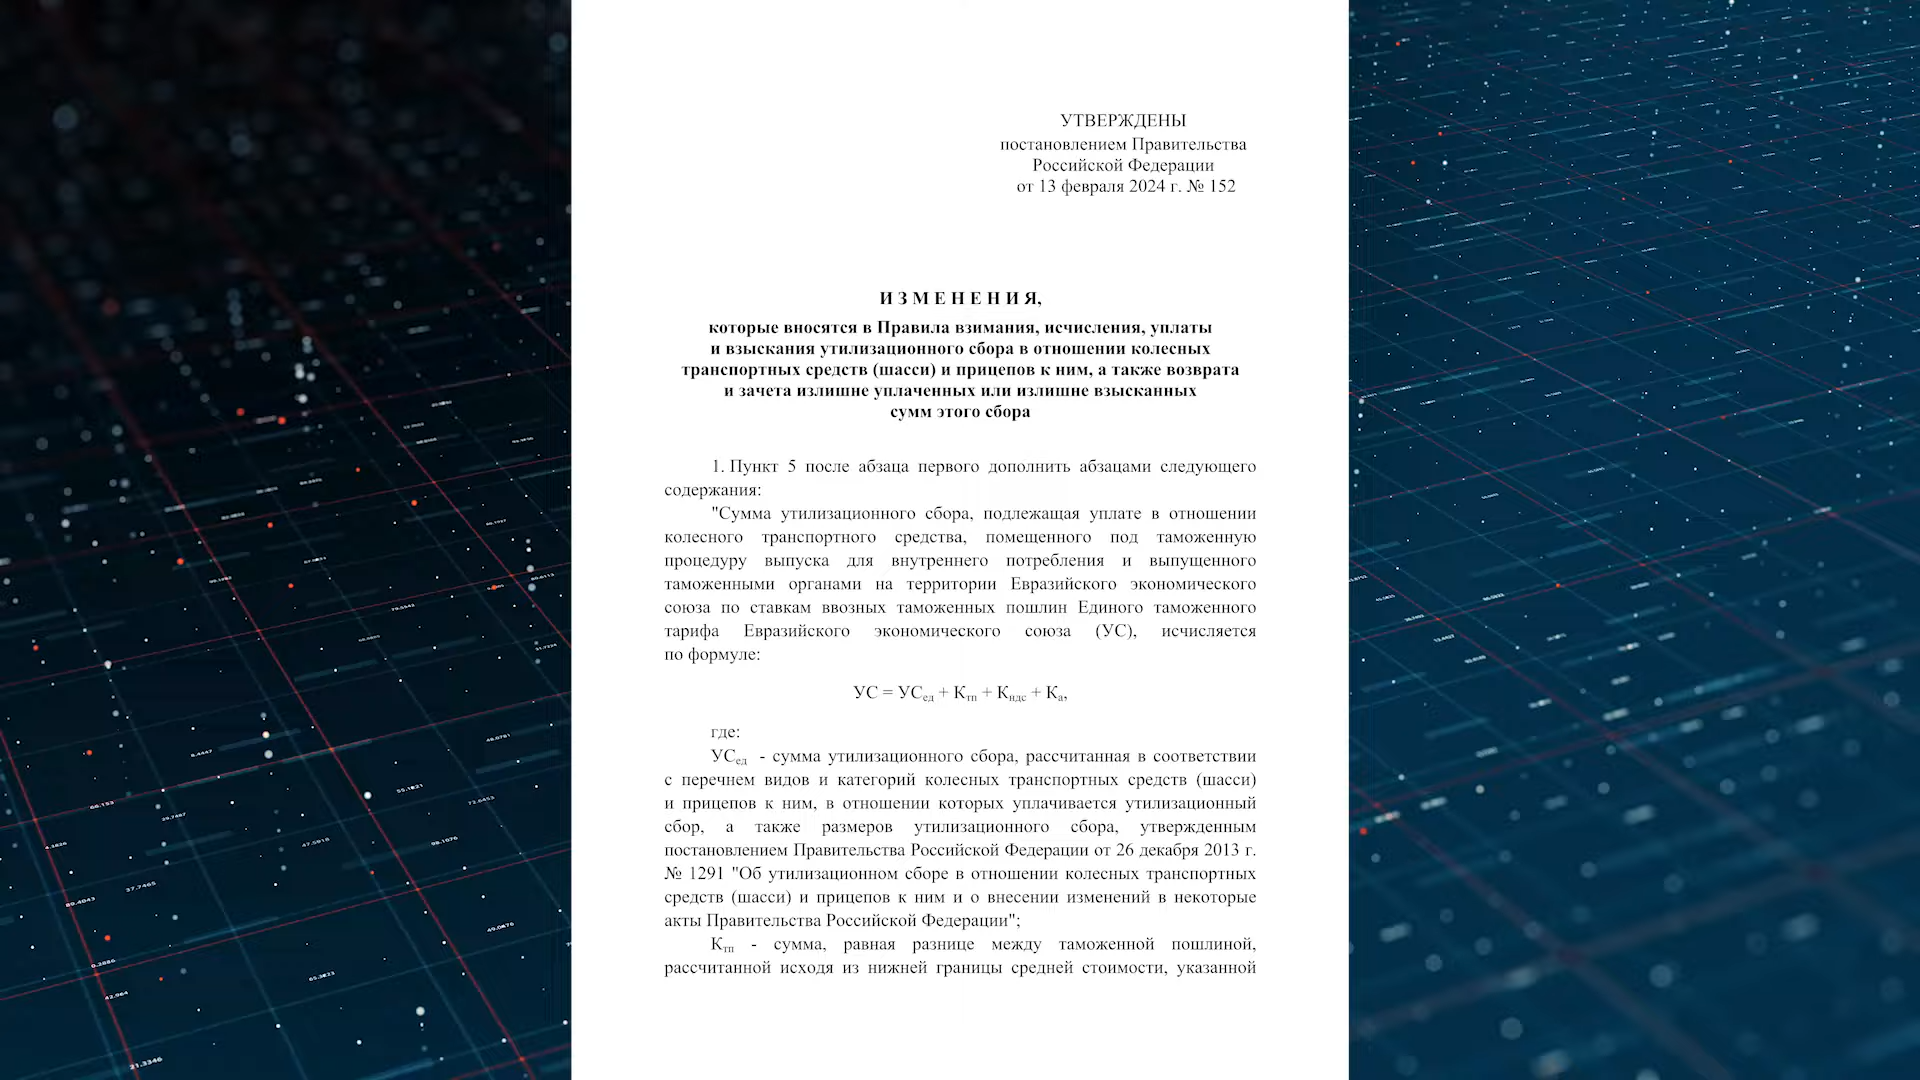 УТВЕРЖДЕНЫ
постановлением Правительства
Российской Федерации
от 13 февраля 2024 г. № 152
И З М Е Н Е Н И Я,
которые вносятся в Правила взимания, исчисления, уплаты
и взыскания утилизационного сбора в отношении колесных
транспортных средств (шасси) и прицепов к ним, а также возврата
и зачета излишне уплаченных или излишне взысканных
сумм этого сбора
1. Пункт 5 после абзаца первого дополнить абзацами следующего
содержания:
"Сумма утилизационного сбора, подлежащая уплате в отношении
колесного транспортного средства, помещенного под таможенную
процедуру выпуска для внутреннего потребления и выпущенного
таможенными органами на территории Евразийского экономического
союза по ставкам ввозных таможенных пошлин Единого таможенного
тарифа Евразийского экономического союза (УС), исчисляется
по формуле:
УС = УСед + Ктп + Кндс + Ка,
где:
УСед - сумма утилизационного сбора, рассчитанная в соответствии
с перечнем видов и категорий колесных транспортных средств (шасси)
и прицепов к ним, в отношении которых уплачивается утилизационный
сбор, а также размеров утилизационного сбора, утвержденным
постановлением Правительства Российской Федерации от 26 декабря 2013 г.
№ 1291 "Об утилизационном сборе в отношении колесных транспортных
средств (шасси) и прицепов к ним и о внесении изменений в некоторые
акты Правительства Российской Федерации";
Ктп - сумма, равная разнице между таможенной пошлиной,
рассчитанной исходя из нижней границы средней стоимости, указанной